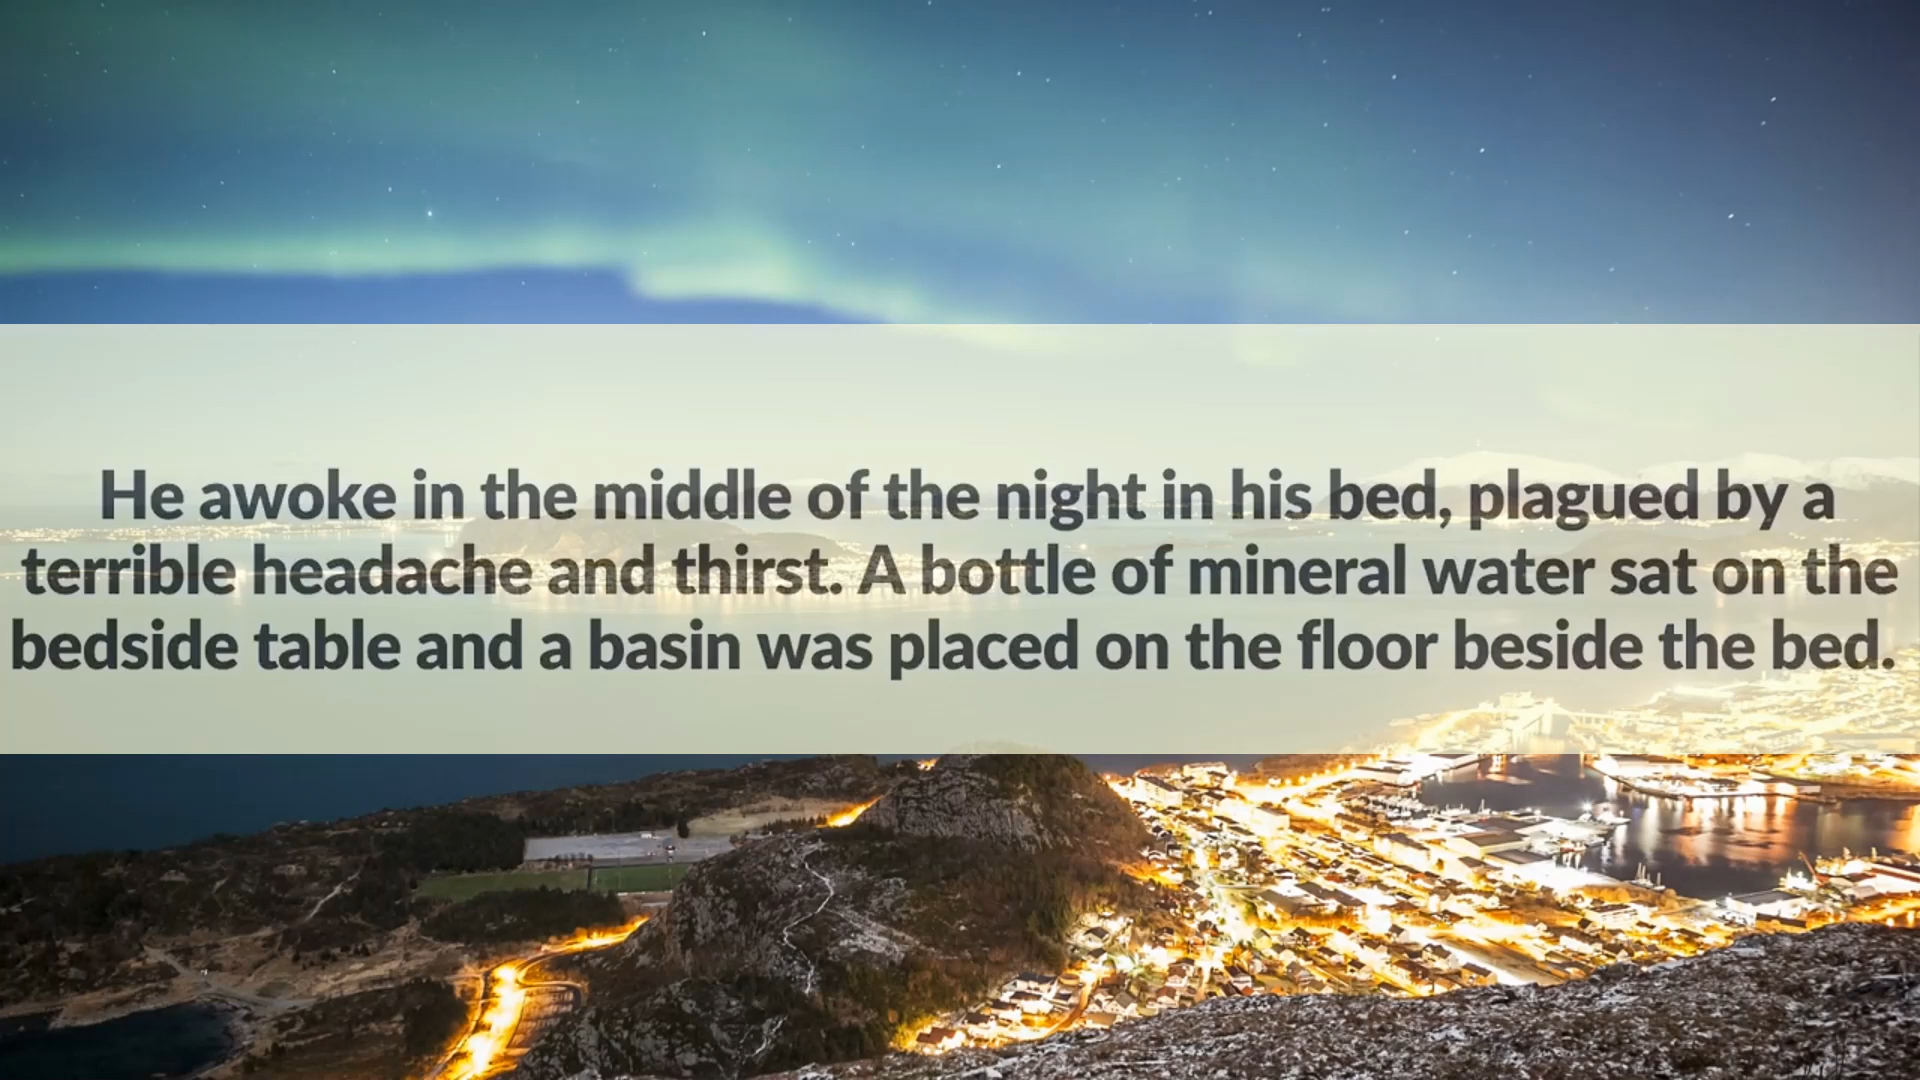 He awoke in the middle of the night in his bed, plagued by a
terrible headache and thirst. A bottle of mineral water sat on the
bedside table and a basin was placed on the floor beside the bed.